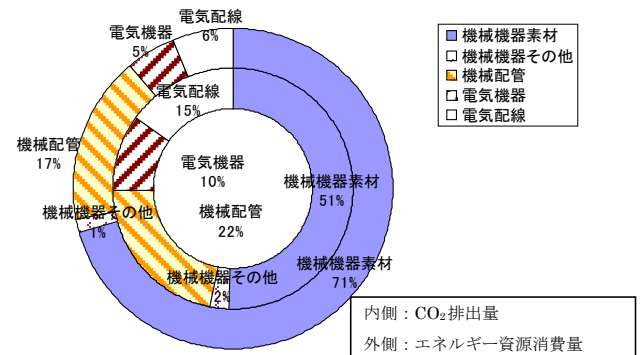 電気配線
6%
電気機器
5%
電気配線
15%
機械配管
17%
電気機器
10%
機械機器素材
51%
機械配管
22%
機械機器その他
1%
機械機器素材
71%
機械機器その他
2%
機械機器素材
機械機器その他
機械配管
電気機器
電気配線
内側：CO₂排出量
外側：エネルギー資源消費量